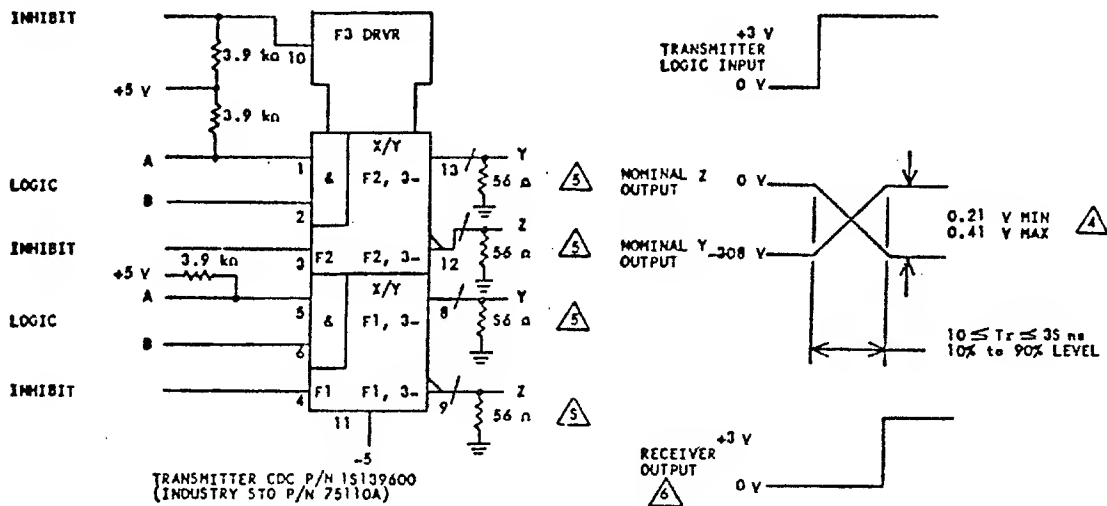 INHIBIT
F3 DRVR
3.9 kΩ
10
+5 V
3.9 kΩ
A
1
X/Y
13
Y
&
F2, 3-
56 Ω
5
LOGIC
B
2
Z
INHIBIT
3
F2
F2, 3-
12
56 Ω
5
3.9 kΩ
+5 V
X/Y
A
5
8
Y
LOGIC
&
F1, 3-
56 Ω
5
B
6
INHIBIT
4
F1
F1, 3-
9
Z
56 Ω
5
11
-5
TRANSMITTER CDC P/N 15139600
(INDUSTRY STD P/N 75110A)
+3 V
TRANSMITTER
LOGIC INPUT
0 V
NOMINAL Z
OUTPUT
0 V
0.21 V MIN
0.41 V MAX
4
NOMINAL Y
OUTPUT
-308 V
10 ≤ Tr ≤ 35 ns
10% to 90% LEVEL
+3 V
RECEIVER
OUTPUT
6
0 V